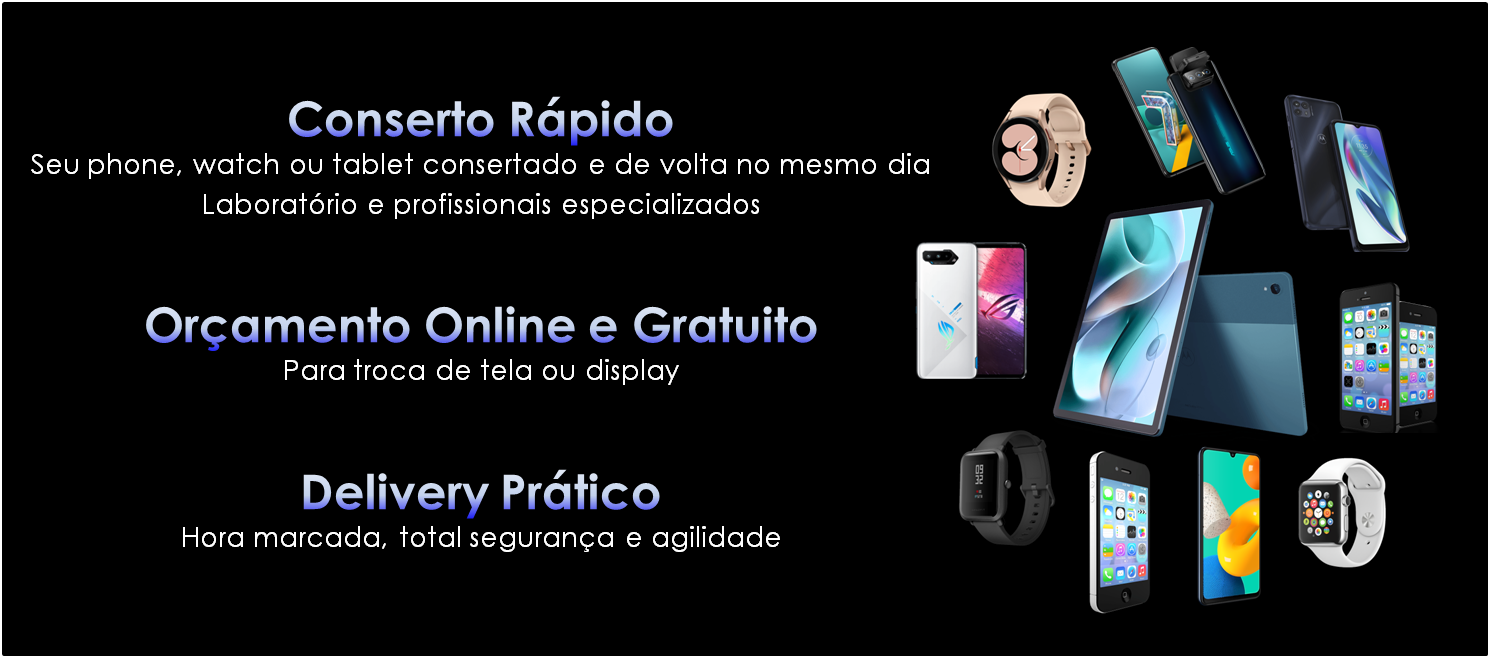 Conserto Rápido
Seu phone, watch ou tablet consertado e de volta no mesmo dia
Laboratório e profissionais especializados
Orçamento Online e Gratuito
Para troca de tela ou display
Delivery Prático
Hora marcada, total segurança e agilidade